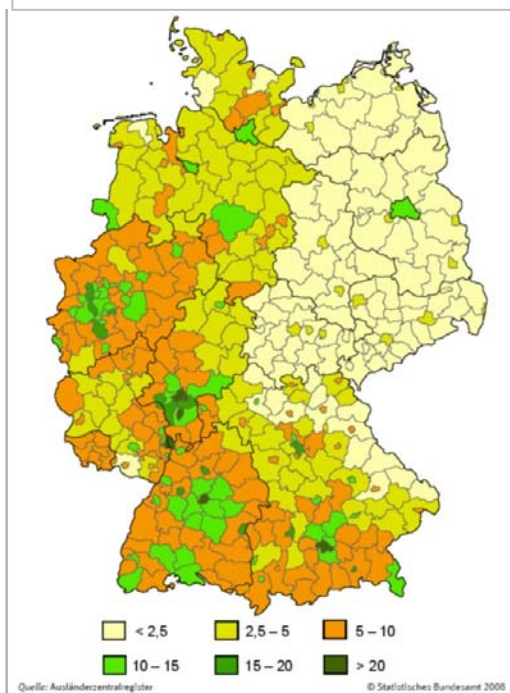 < 2,5
2,5 – 5
5 – 10
10 – 15
15 – 20
> 20
Quelle: Ausländerzentralregister
© Statistisches Bundesamt 2008